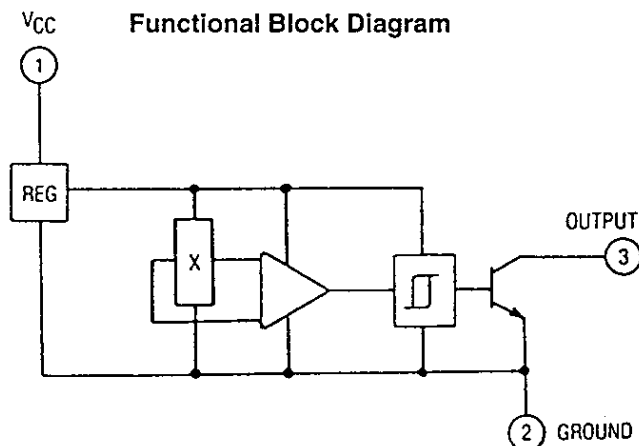 Functional Block Diagram
VCC
1
REG
X
OUTPUT
3
2 GROUND